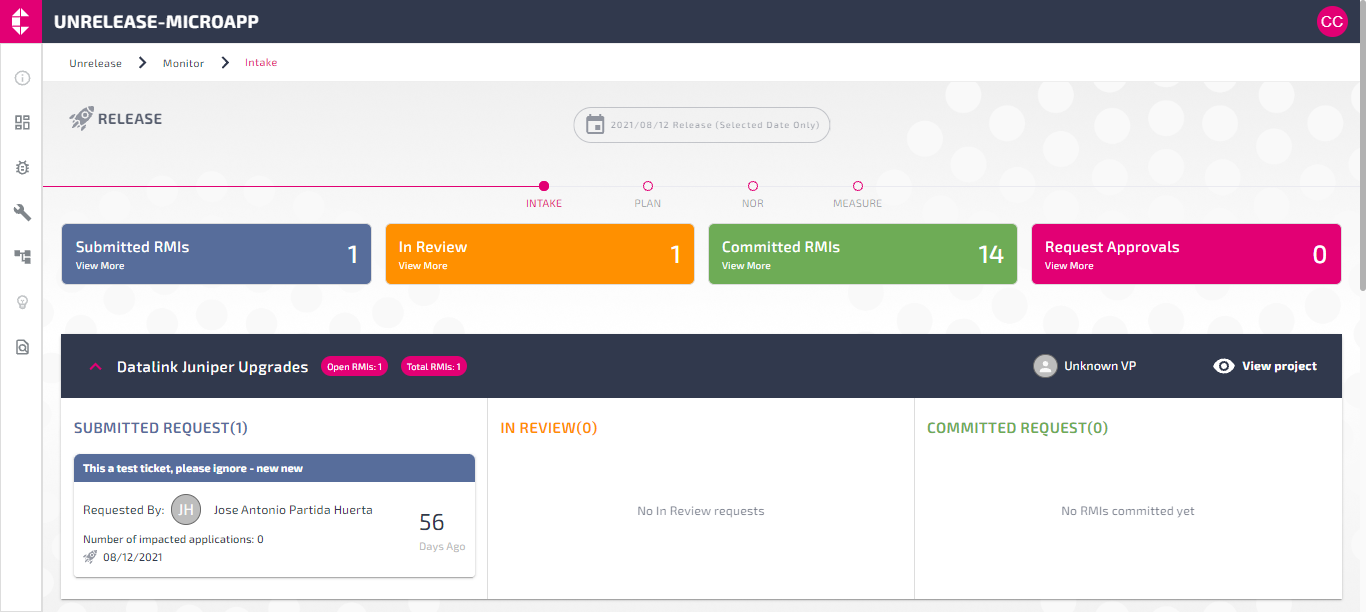 UNRELEASE-MICROAPP
CC
Unrelease
Monitor
Intake
RELEASE
2021/08/12 Release (Selected Date Only)
INTAKE
PLAN
NOR
MEASURE
Submitted RMIs
View More
1
In Review
View More
1
Committed RMIs
View More
14
Request Approvals
View More
0
Datalink Juniper Upgrades
Open RMIs: 1
Total RMIs: 1
Unknown VP
View project
SUBMITTED REQUEST(1)
This a test ticket, please ignore - new new
Requested By: JH Jose Antonio Partida Huerta
Number of impacted applications: 0
08/12/2021
56
Days Ago
IN REVIEW(0)
No In Review requests
COMMITTED REQUEST(0)
No RMIs committed yet